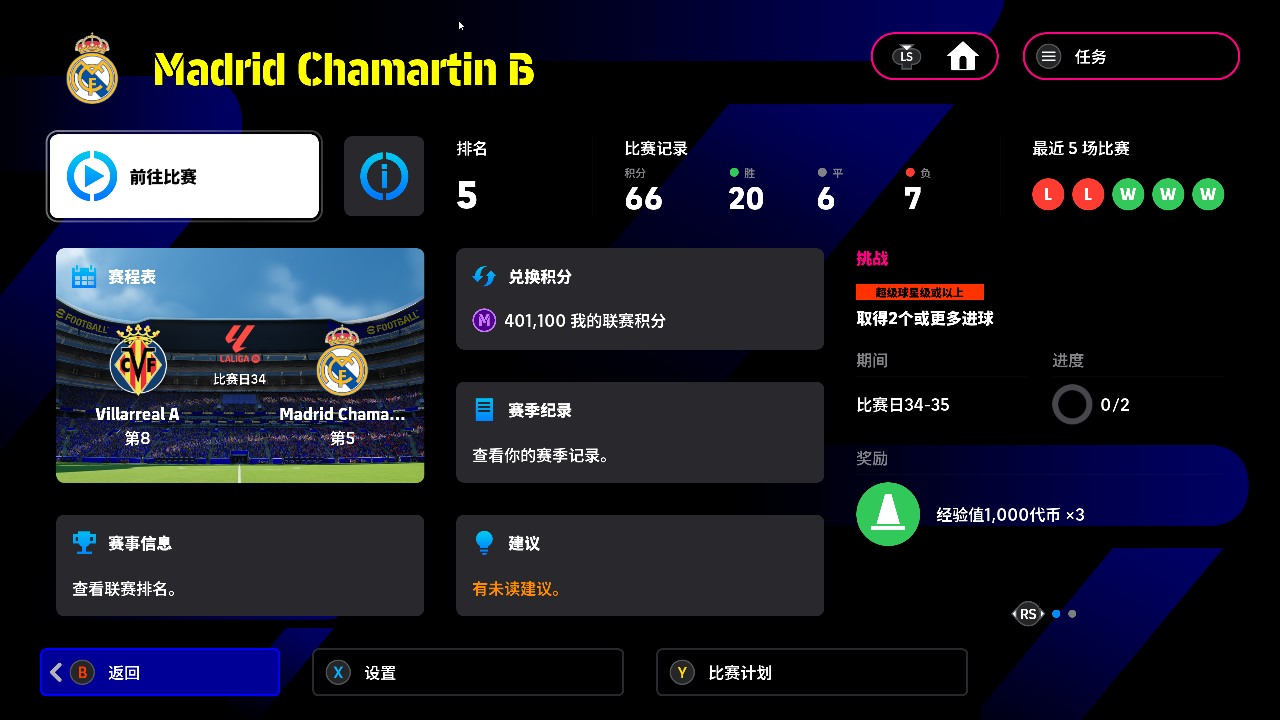 Madrid Chamartin B
LS
任务
前往比赛
排名
5
比赛记录
积分
66
胜
20
平
6
负
7
最近 5 场比赛
L L W W W
赛程表
eFOOTBALL
eFOOTBALL
LALIGA
比赛日34
Villarreal A
第8
Madrid Chama...
第5
兑换积分
M 401,100 我的联赛积分
赛季纪录
查看你的赛季记录。
赛事信息
查看联赛排名。
建议
有未读建议。
挑战
超级球星级或以上
取得2个或更多进球
期间
进度
比赛日34-35
0/2
奖励
经验值1,000代币 ×3
RS
B 返回
X 设置
Y 比赛计划